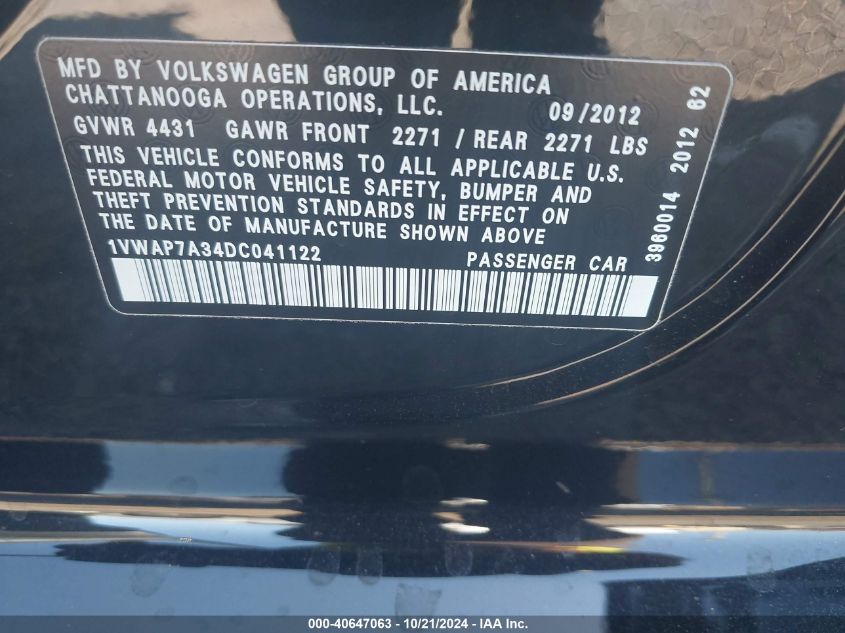 MFD BY VOLKSWAGEN GROUP OF AMERICA
CHATTANOOGA OPERATIONS, LLC. 09/2012
GVWR 4431 GAWR FRONT 2271 / REAR 2271 LBS
THIS VEHICLE CONFORMS TO ALL APPLICABLE U.S.
FEDERAL MOTOR VEHICLE SAFETY, BUMPER AND
THEFT PREVENTION STANDARDS IN EFFECT ON
THE DATE OF MANUFACTURE SHOWN ABOVE
1VWAP7A34DC041122 PASSENGER CAR
3960014 2012 62
000-40647063 / 10/21/2024 - IAA Inc.